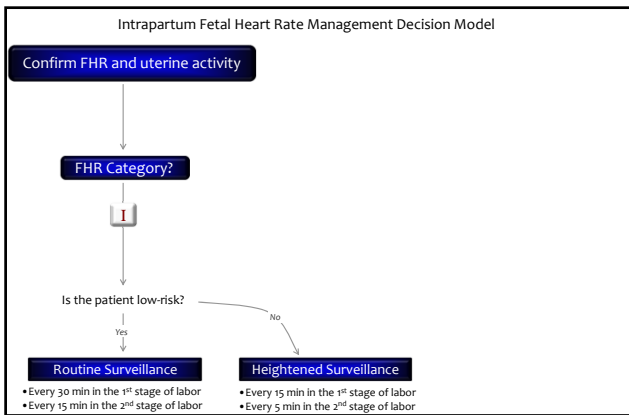 Intrapartum Fetal Heart Rate Management Decision Model
Confirm FHR and uterine activity
FHR Category?
I
Is the patient low-risk?
No
Yes
Routine Surveillance
• Every 30 min in the 1st stage of labor
• Every 15 min in the 2nd stage of labor
Heightened Surveillance
• Every 15 min in the 1st stage of labor
• Every 5 min in the 2nd stage of labor